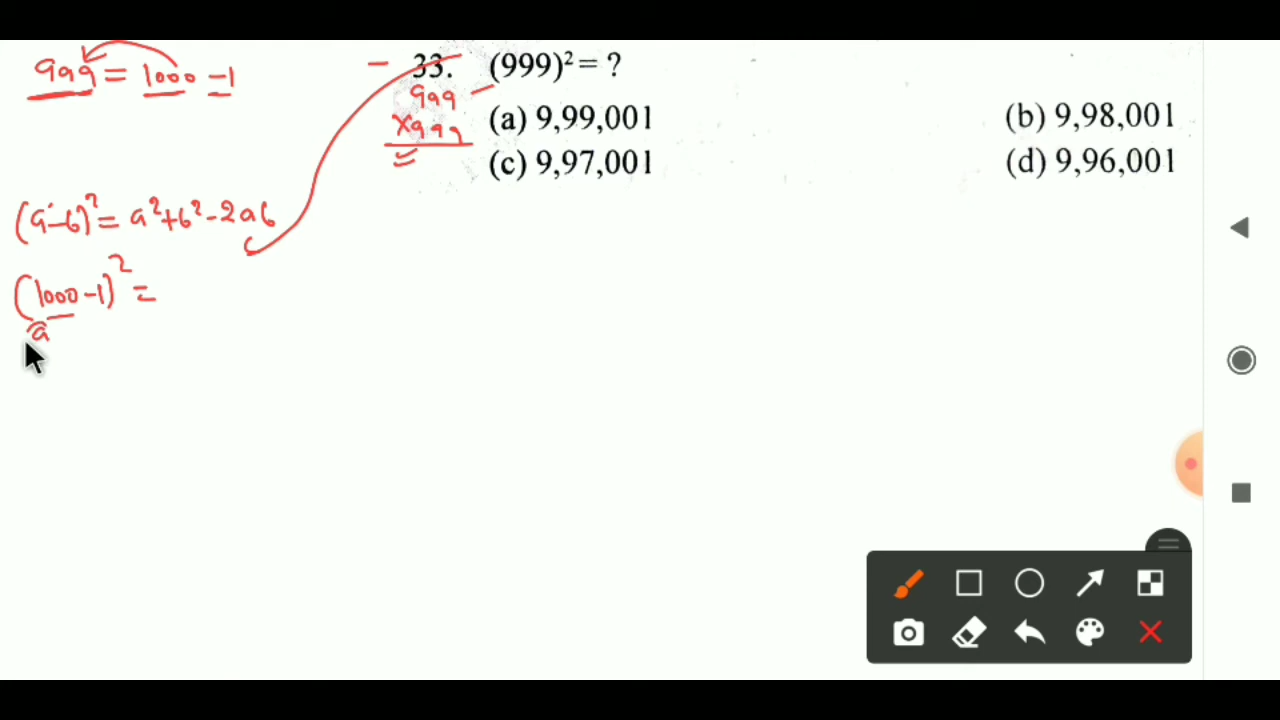 999 = 1000 - 1
33. (999)² = ?
999
×999
(a) 9,99,001
(b) 9,98,001
(c) 9,97,001
(d) 9,96,001
(a-b)² = a²+b²-2ab
(1000-1)² =
a